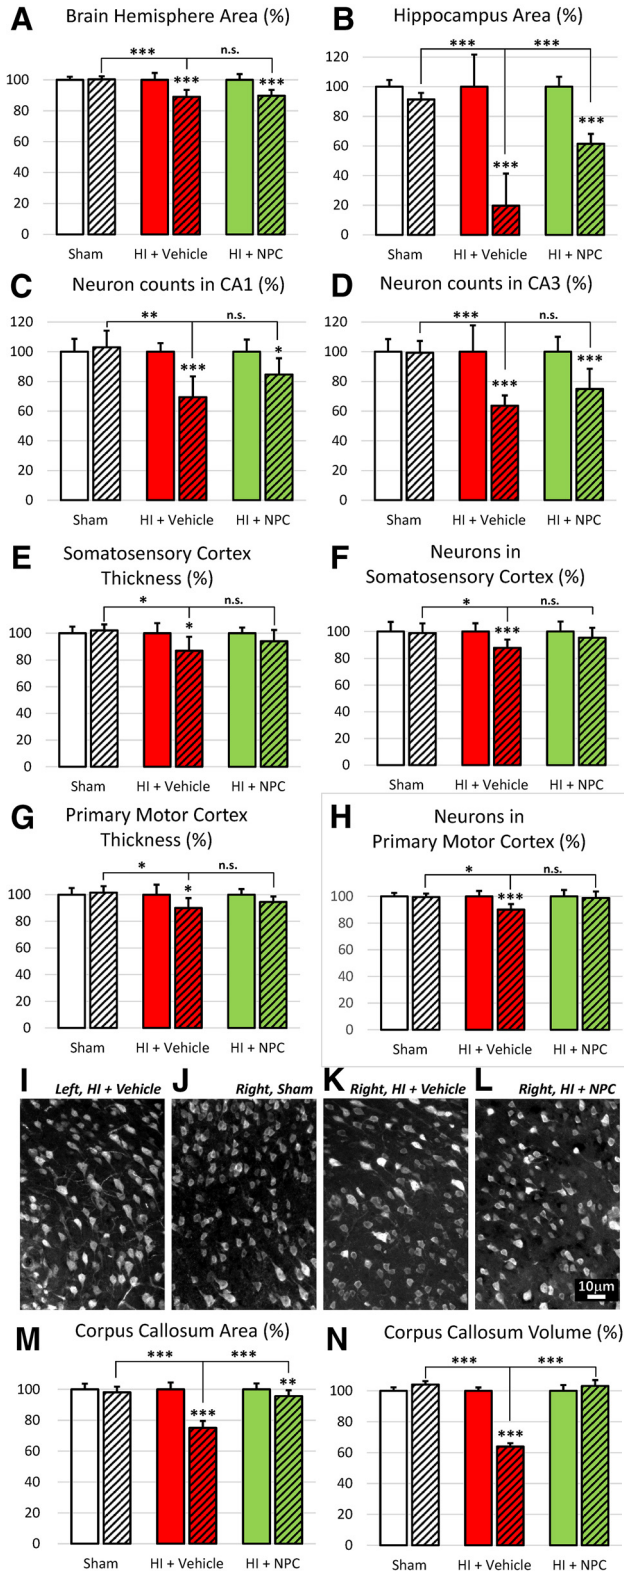 A Brain Hemisphere Area (%)
*** n.s.
*** ***
100
80
60
40
20
0
Sham HI + Vehicle HI + NPC
B Hippocampus Area (%)
*** ***
*** ***
120
100
80
60
40
20
0
Sham HI + Vehicle HI + NPC
C Neuron counts in CA1 (%)
** n.s.
*** *
120
100
80
60
40
20
0
Sham HI + Vehicle HI + NPC
D Neuron counts in CA3 (%)
*** n.s.
*** ***
120
100
80
60
40
20
0
Sham HI + Vehicle HI + NPC
E Somatosensory Cortex
Thickness (%)
* n.s.
*
100
80
60
40
20
0
Sham HI + Vehicle HI + NPC
F Neurons in
Somatosensory Cortex (%)
* n.s.
***
100
80
60
40
20
0
Sham HI + Vehicle HI + NPC
G Primary Motor Cortex
Thickness (%)
* n.s.
*
100
80
60
40
20
0
Sham HI + Vehicle HI + NPC
H Neurons in
Primary Motor Cortex (%)
* n.s.
***
100
80
60
40
20
0
Sham HI + Vehicle HI + NPC
I Left, HI + Vehicle
J Right, Sham
K Right, HI + Vehicle
L Right, HI + NPC
10µm
M Corpus Callosum Area (%)
*** ***
*** **
100
80
60
40
20
0
Sham HI + Vehicle HI + NPC
N Corpus Callosum Volume (%)
*** ***
***
100
80
60
40
20
0
Sham HI + Vehicle HI + NPC